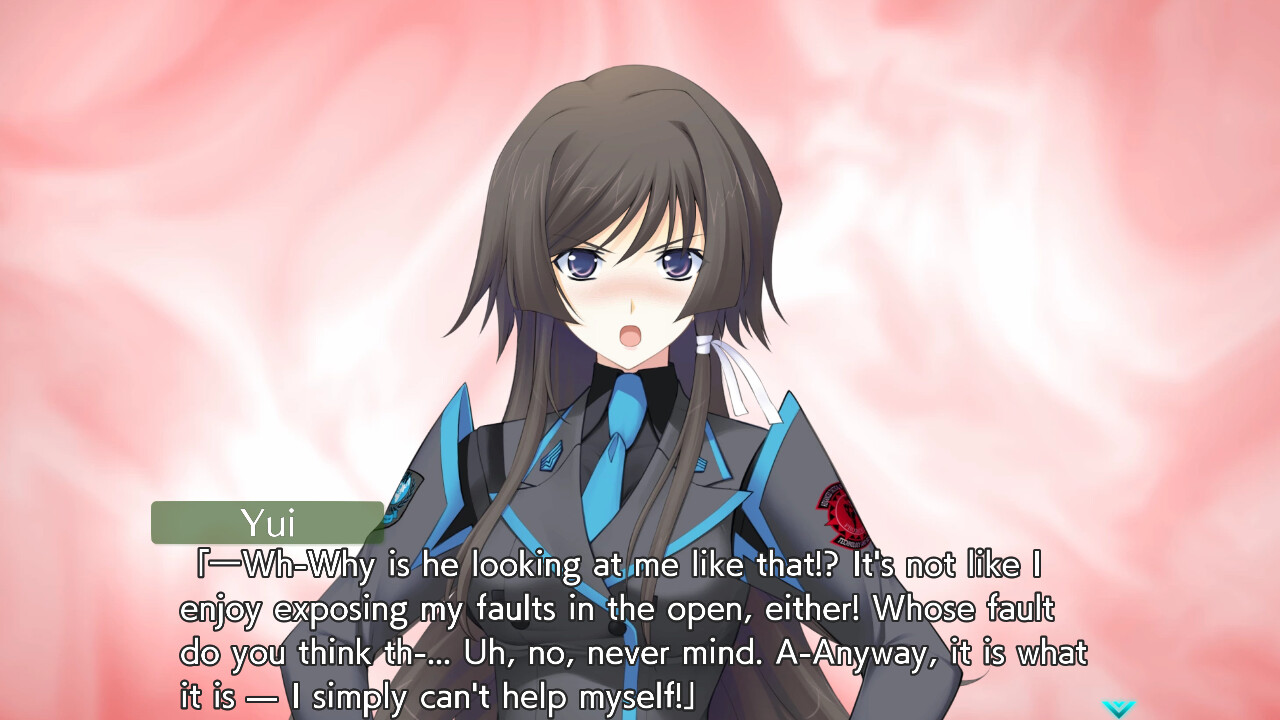 Yui
「—Wh-Why is he looking at me like that!? It's not like I
enjoy exposing my faults in the open, either! Whose fault
do you think th-... Uh, no, never mind. A-Anyway, it is what
it is — I simply can't help myself!」